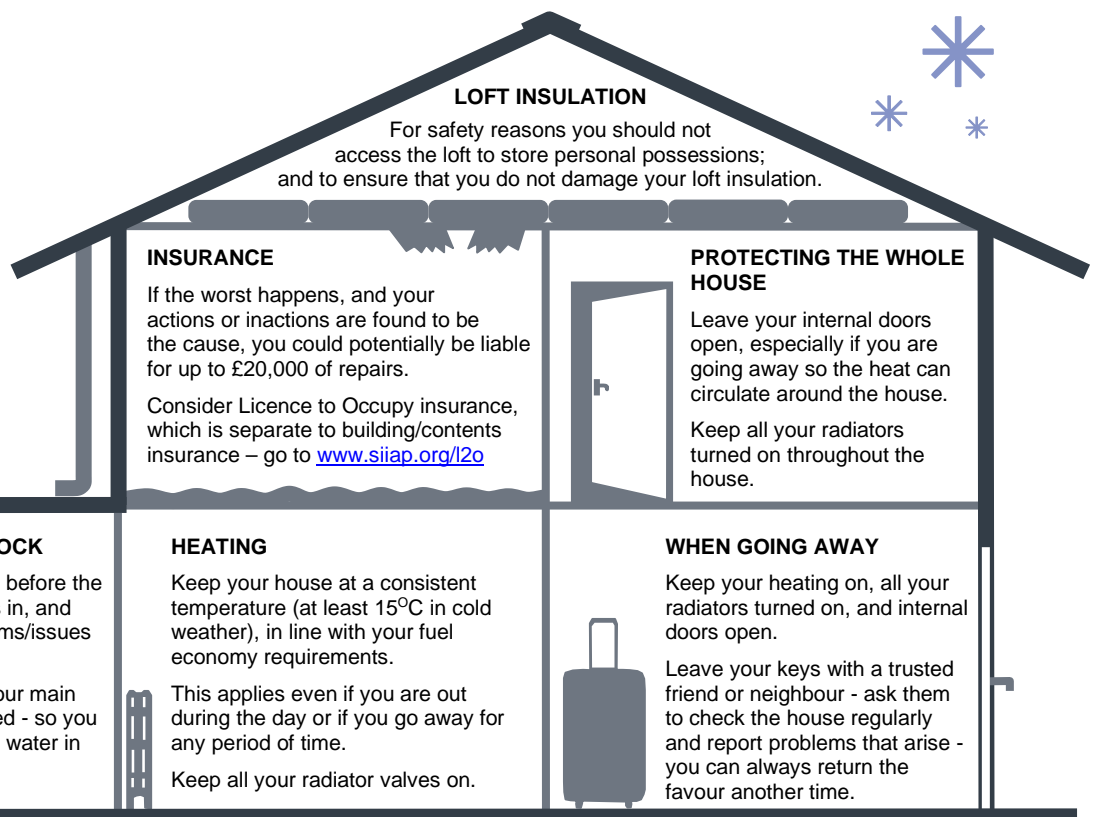 LOFT INSULATION
For safety reasons you should not
access the loft to store personal possessions;
and to ensure that you do not damage your loft insulation.
INSURANCE
If the worst happens, and your
actions or inactions are found to be
the cause, you could potentially be liable
for up to £20,000 of repairs.
Consider Licence to Occupy insurance,
which is separate to building/contents
insurance – go to www.siiap.org/l2o
PROTECTING THE WHOLE
HOUSE
Leave your internal doors
open, especially if you are
going away so the heat can
circulate around the house.
Keep all your radiators
turned on throughout the
house.
OCK
before the
in, and
ms/issues
our main
ed - so you
water in
HEATING
Keep your house at a consistent
temperature (at least 15°C in cold
weather), in line with your fuel
economy requirements.
This applies even if you are out
during the day or if you go away for
any period of time.
Keep all your radiator valves on.
WHEN GOING AWAY
Keep your heating on, all your
radiators turned on, and internal
doors open.
Leave your keys with a trusted
friend or neighbour - ask them
to check the house regularly
and report problems that arise -
you can always return the
favour another time.